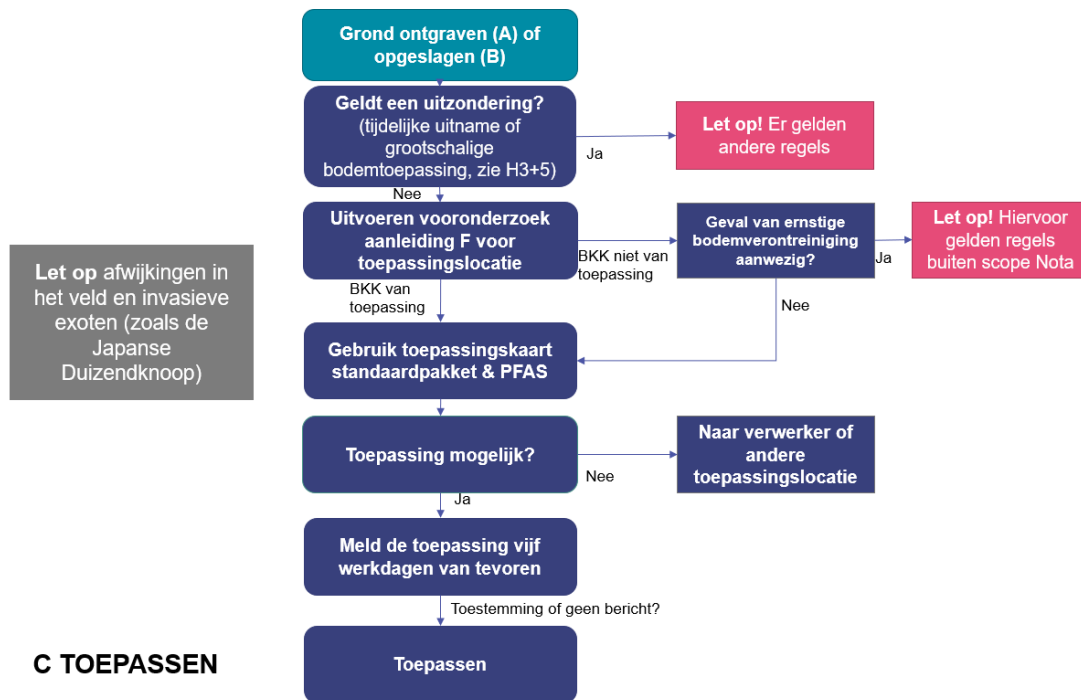 Grond ontgraven (A) of
opgeslagen (B)
Geldt een uitzondering?
(tijdelijke uitname of
grootschalige
bodemtoepassing, zie H3+5)
Ja
Let op! Er gelden
andere regels
Nee
Uitvoeren vooronderzoek
aanleiding F voor
toepassingslocatie
BKK niet van
toepassing
Geval van ernstige
bodemverontreiniging
aanwezig?
Ja
Let op! Hiervoor
gelden regels
buiten scope Nota
BKK van
toepassing
Nee
Let op afwijkingen in
het veld en invasieve
exoten (zoals de
Japanse
Duizendknoop)
Gebruik toepassingskaart
standaardpakket & PFAS
Toepassing mogelijk?
Nee
Naar verwerker of
andere
toepassingslocatie
Ja
Meld de toepassing vijf
werkdagen van tevoren
Toestemming of geen bericht?
Toepassen
C TOEPASSEN